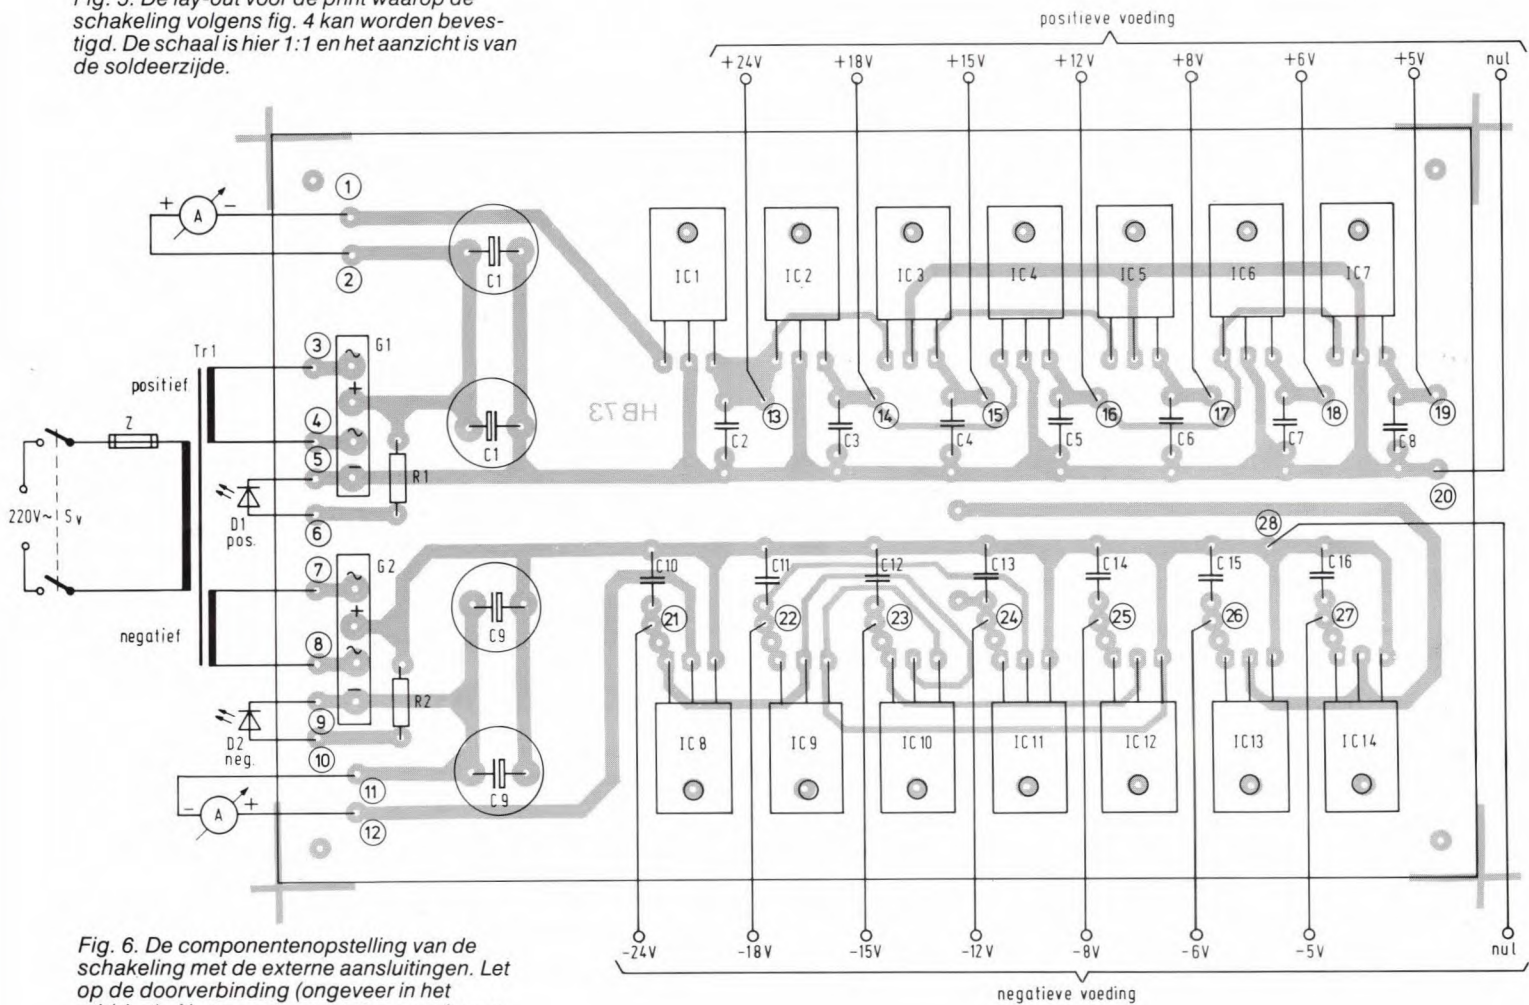 Fig. 5. De lay-out voor de print waarop de
schakeling volgens fig. 4 kan worden beves-
tigd. De schaal is hier 1:1 en het aanzicht is van
de soldeerzijde.
positieve voeding
+24V +18V +15V +12V +8V +6V +5V nul
1
+ A -
2
C1
IC1 IC2 IC3 IC4 IC5 IC6 IC7
3
Tr1
G1
~
positief
+
Z
4
~
5
-
C1
R1
HB73
13 14 15 16 17 18 19
C2 C3 C4 C5 C6 C7 C8
20
220V~ Sv
D1
pos.
6
28
7
G2
~
+
negatief
8
~
C9
C10 C11 C12 C13 C14 C15 C16
21 22 23 24 25 26 27
-
9
R2
D2
neg.
10
IC8 IC9 IC10 IC11 IC12 IC13 IC14
11
C9
- A +
12
-24V -18V -15V -12V -8V -6V -5V nul
negatieve voeding
Fig. 6. De componentenopstelling van de
schakeling met de externe aansluitingen. Let
op de doorverbinding (ongeveer in het